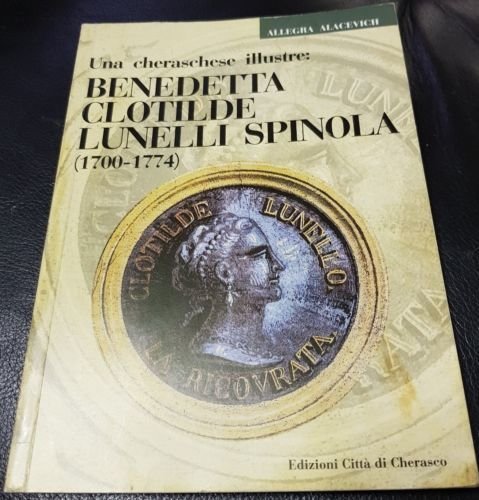 ALLEGRA ALACEVICH
Una cheraschese illustre:
BENEDETTA
CLOTILDE
LUNELLI SPINOLA
(1700-1774)
CLOTILDE LUNELLO.
LA RICOVRATA.
Edizioni Città di Cherasco